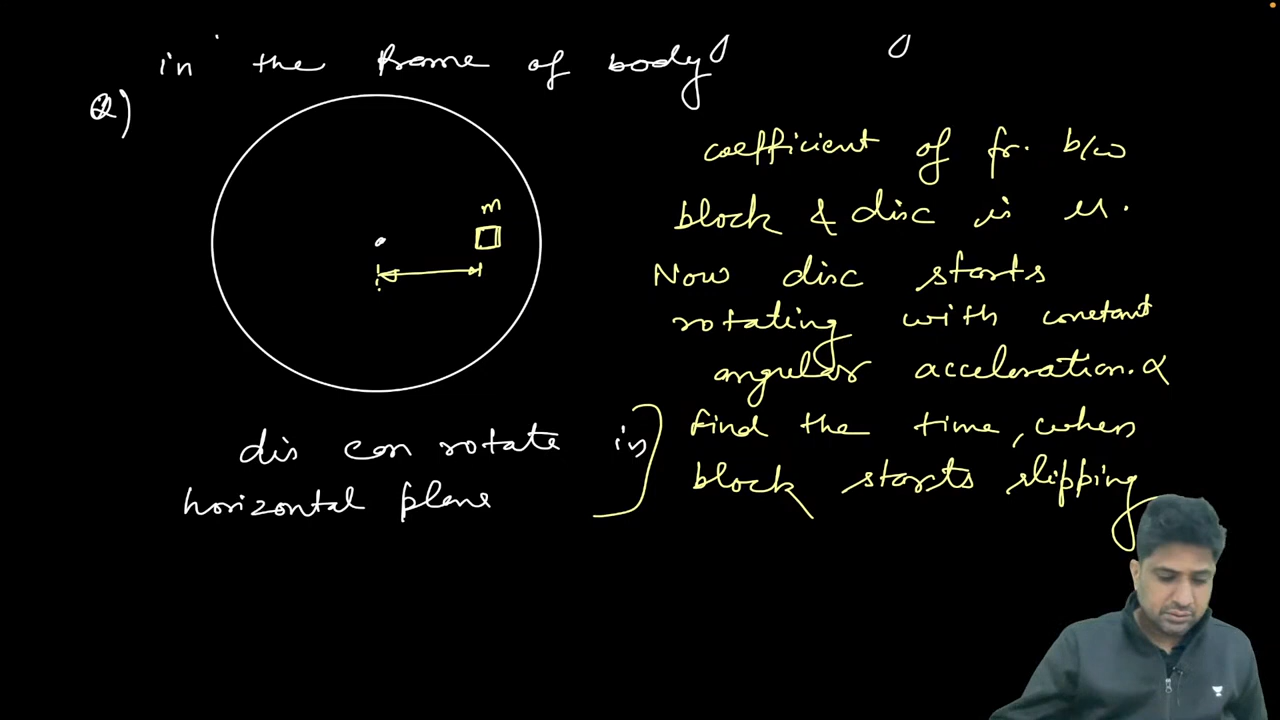 in the frame of body
Q)
m
coefficient of fr. b/w
block & disc is μ.
Now disc starts
rotating with constant
angular acceleration. α
find the time, when
block starts slipping
dis can rotate in
horizontal plane